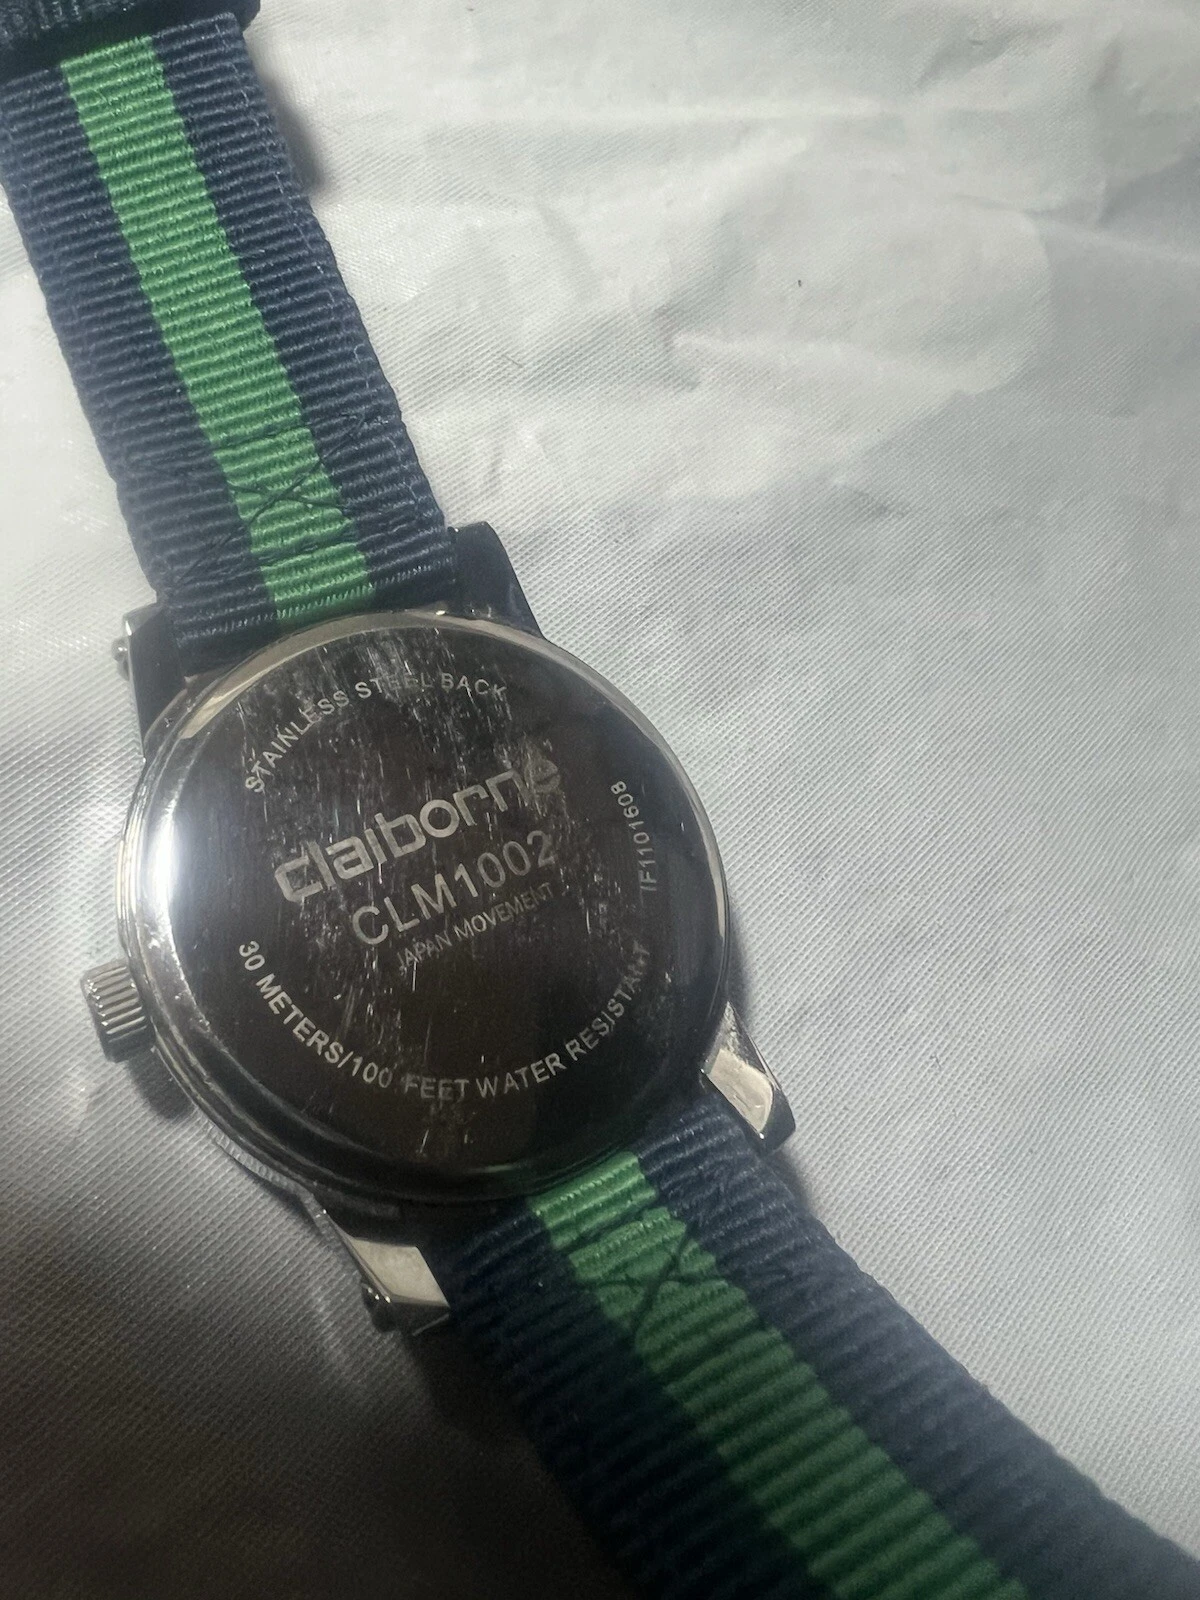 STAINLESS STEEL BACK
claiborne
CLM1002
JAPAN MOVEMENT
IF1101608
30 METERS/100 FEET WATER RESISTANT